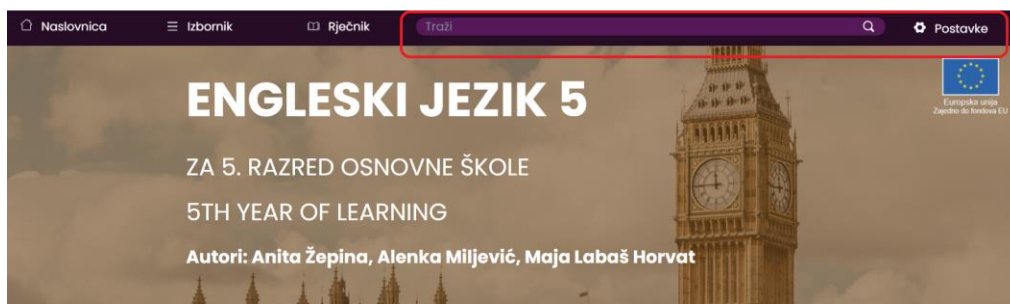 Naslovnica Izbornik Rječnik Traži Postavke
ENGLESKI JEZIK 5
Europska unija
Zajedno do fondova EU
ZA 5. RAZRED OSNOVNE ŠKOLE
5TH YEAR OF LEARNING
Autori: Anita Žepina, Alenka Miljević, Maja Labaš Horvat